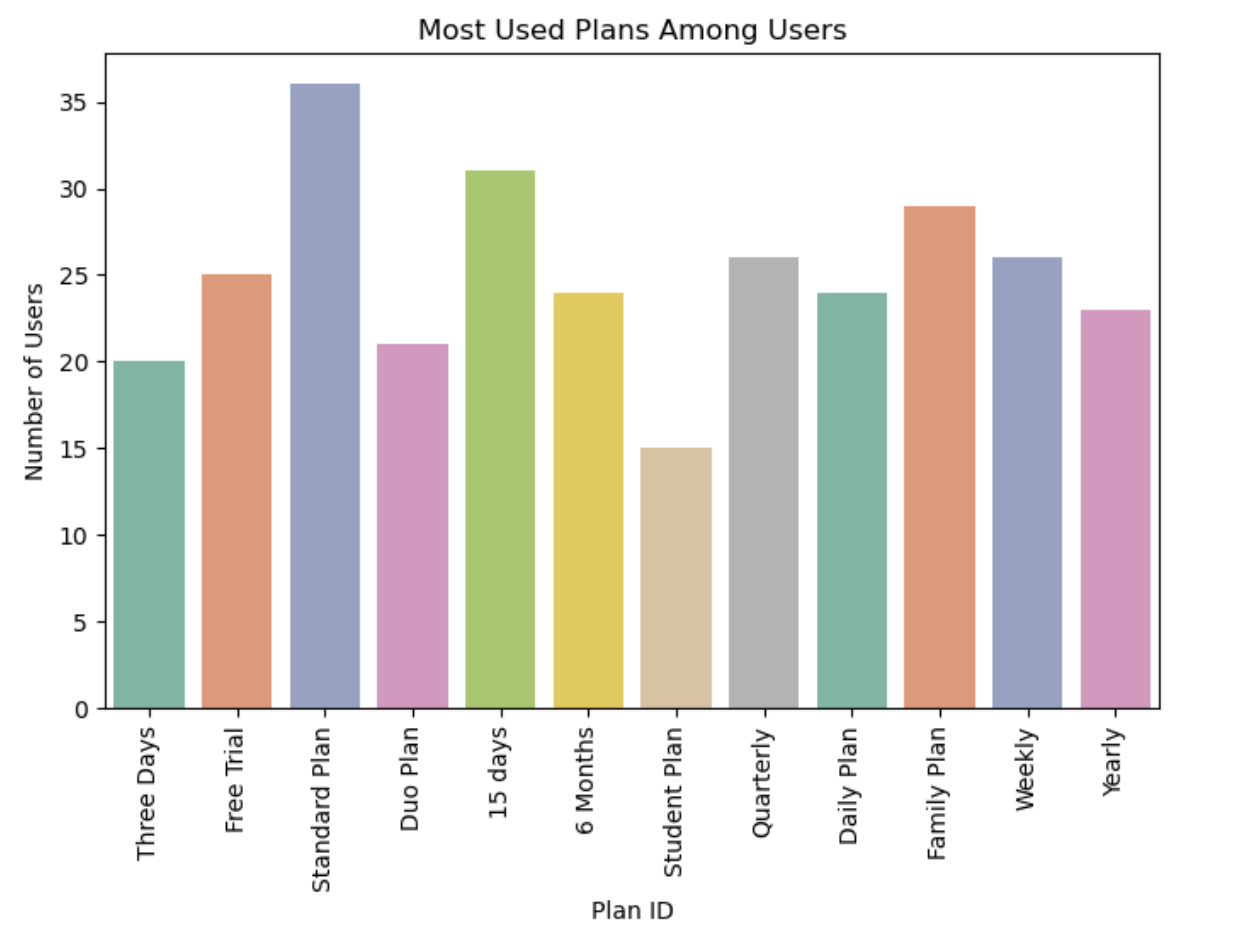 Most Used Plans Among Users
Number of Users
35
30
25
20
15
10
5
0
Three Days
Free Trial
Standard Plan
Duo Plan
15 days
6 Months
Student Plan
Quarterly
Daily Plan
Family Plan
Weekly
Yearly
Plan ID